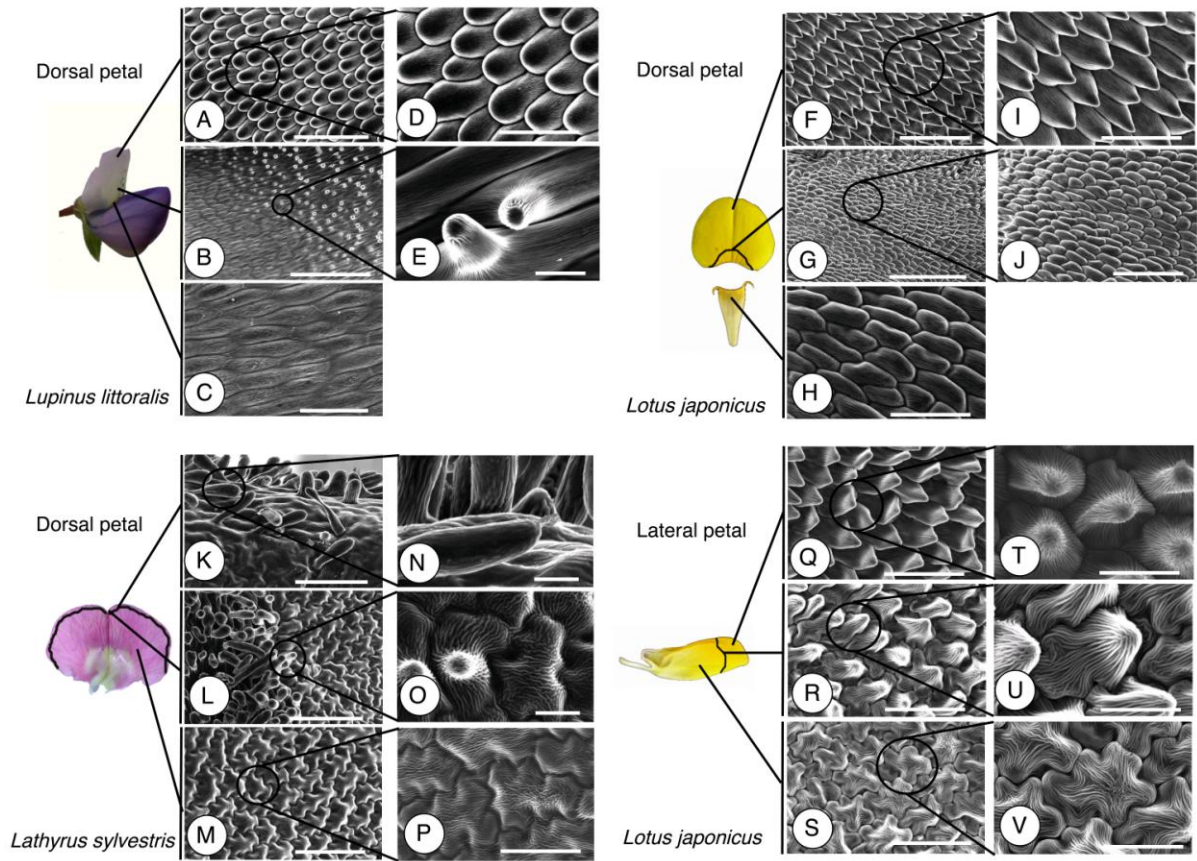 Dorsal petal
A
D
B
E
C
Lupinus littoralis
Dorsal petal
F
I
G
J
H
Lotus japonicus
Dorsal petal
K
N
L
O
M
P
Lathyrus sylvestris
Lateral petal
Q
T
R
U
S
V
Lotus japonicus